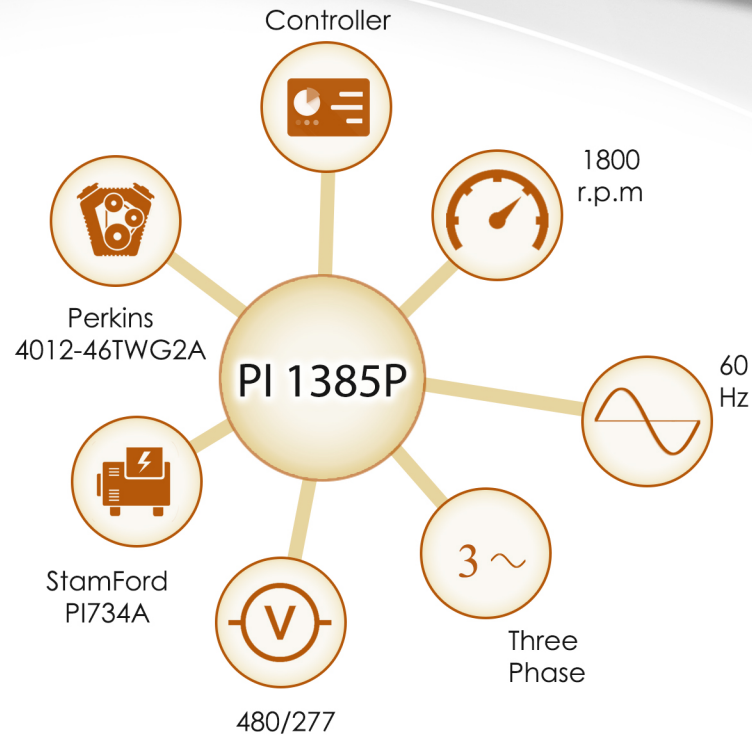 Controller
1800
r.p.m
Perkins
4012-46TWG2A
PI 1385P
60
Hz
StamFord
PI734A
V
3 ~
Three
Phase
480/277